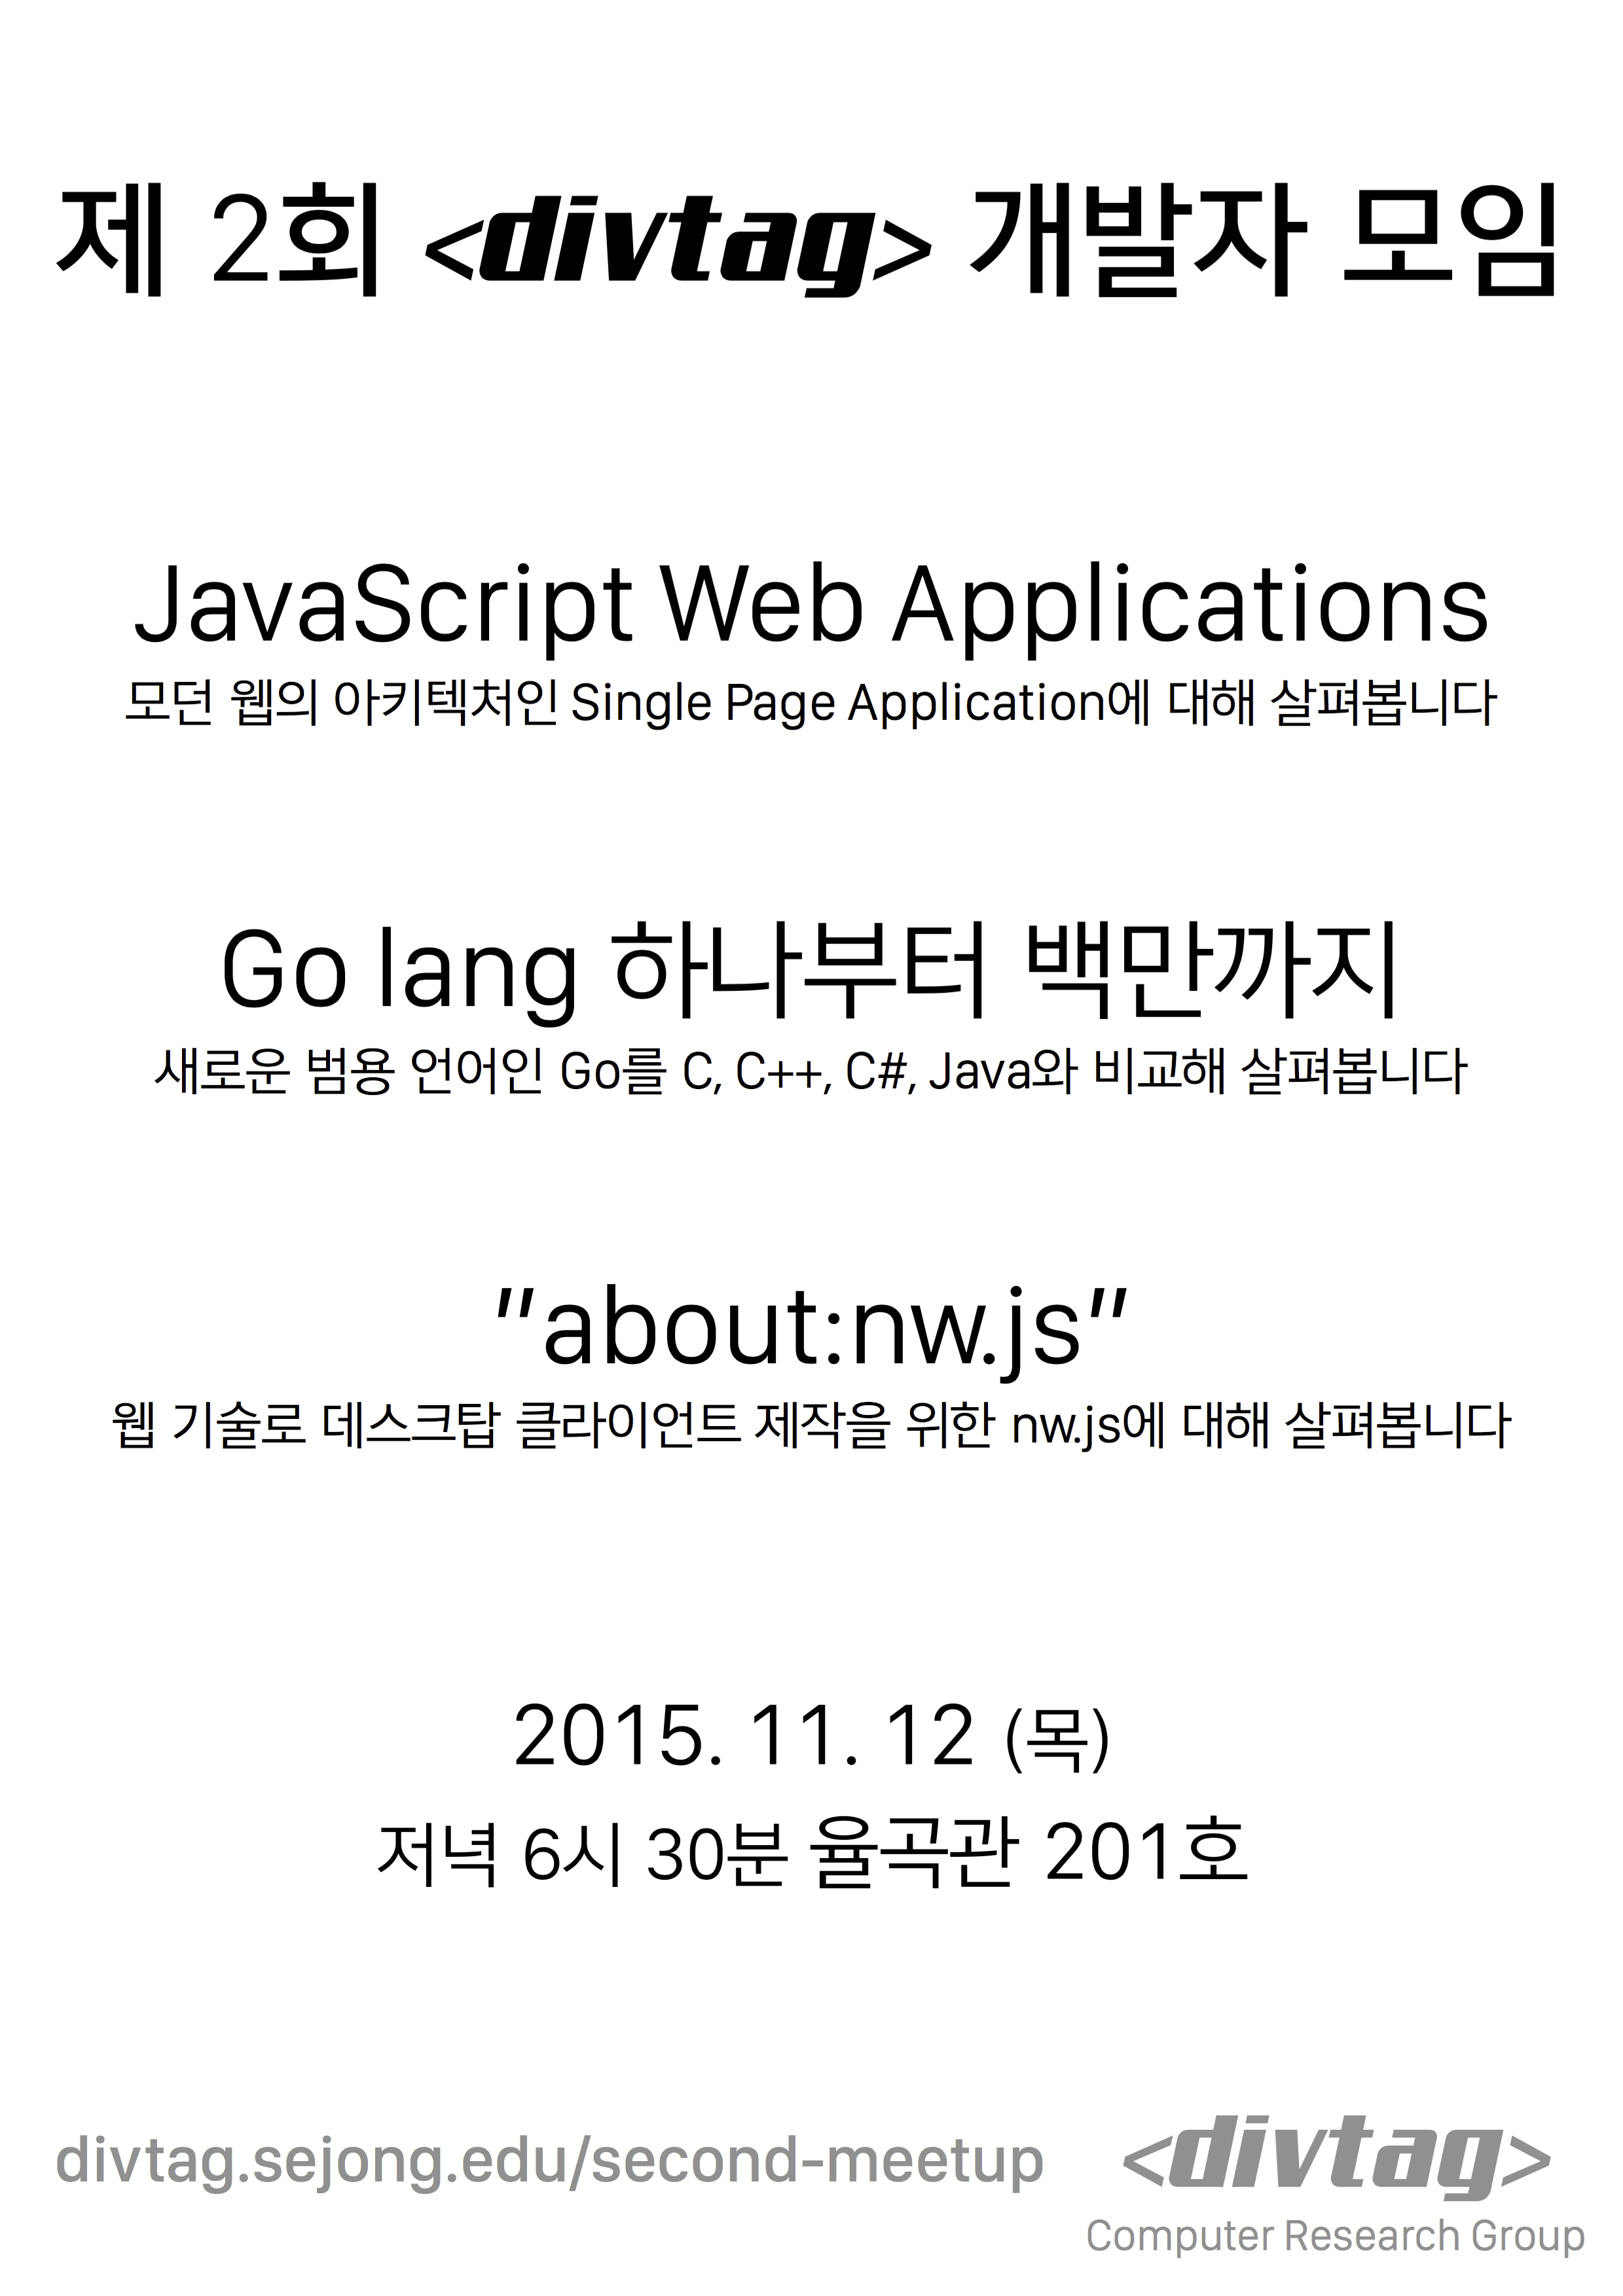 제 2회 <divtag> 개발자 모임
JavaScript Web Applications
모던 웹의 아키텍처인 Single Page Application에 대해 살펴봅니다
Go lang 하나부터 백만까지
새로운 범용 언어인 Go를 C, C++, C#, Java와 비교해 살펴봅니다
"about:nw.js"
웹 기술로 데스크탑 클라이언트 제작을 위한 nw.js에 대해 살펴봅니다
2015. 11. 12 (목)
저녁 6시 30분 율곡관 201호
divtag.sejong.edu/second-meetup
<divtag>
Computer Research Group